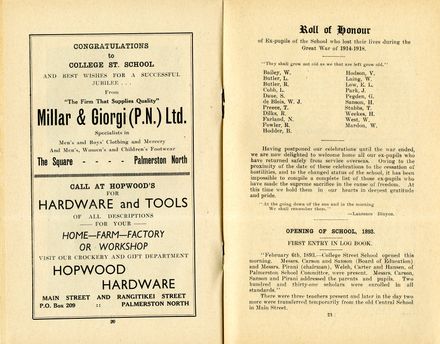 CONGRATULATIONS
to
COLLEGE ST. SCHOOL
AND BEST WISHES FOR A SUCCESSFUL
JUBILEE . . .
From
"The Firm That Supplies Quality"
Millar & Giorgi (P.N.) Ltd.
Specialists in
Men's and Boys' Clothing and Mercery
And Men's, Women's and Children's Footwear
The Square - - - - Palmerston North
CALL AT HOPWOOD'S
FOR
HARDWARE and TOOLS
OF ALL DESCRIPTIONS
—— FOR YOUR ——
HOME—FARM—FACTORY
OR WORKSHOP
VISIT OUR CROCKERY AND GIFT DEPARTMENT
HOPWOOD
HARDWARE
MAIN STREET AND RANGITIKEI STREET
P.O. Box 209 :: PALMERSTON NORTH
20
Roll of Honour
of Ex-pupils of the School who lost their lives during the
Great War of 1914-1918.
"They shall grow not old as we that are left grow old."
Bailey, W.
Butler, L.
Butler, R.
Cobb, L.
Daue, S.
de Blois, W. J.
Preece, T.
Dilks, R.
Farland, N.
Fowler, R.
Hodder, B.
Hodson, V.
Laing, W.
Low, E. L.
Park, J.
Pegden, G.
Sanson, H.
Stubbs, T.
Weekes, H.
West, W.
Mardon, W.
Having postponed our celebrations until the war ended,
we are now delighted to welcome home all our ex-pupils who
have returned safely from service overseas. Owing to the
proximity of the date of these celebrations to the cessation of
hostilities, and to the changed status of the school, it has been
impossible to compile a complete list of those ex-pupils who
have made the supreme sacrifice in the cause of freedom. At
this time we hold them in our hearts in deepest gratitude
and pride.
"At the going down of the sun and in the morning
We shall remember them."
—Laurence Binyon.
OPENING OF SCHOOL, 1893.
FIRST ENTRY IN LOG BOOK.
"February 6th, 1893.—College Street School opened this
morning. Messrs. Carson and Sanson (Board of Education)
and Messrs. Pirani (chairman), Welch, Carter and Hansen, of
Palmerston School Committee, were present. Messrs. Carson,
Sanson and Pirani addressed the parents and pupils. Two
hundred and thirty-one scholars were enrolled in all
standards."
There were three teachers present and later in the day two
more were transferred temporarily from the old Central School
in Main Street.
21